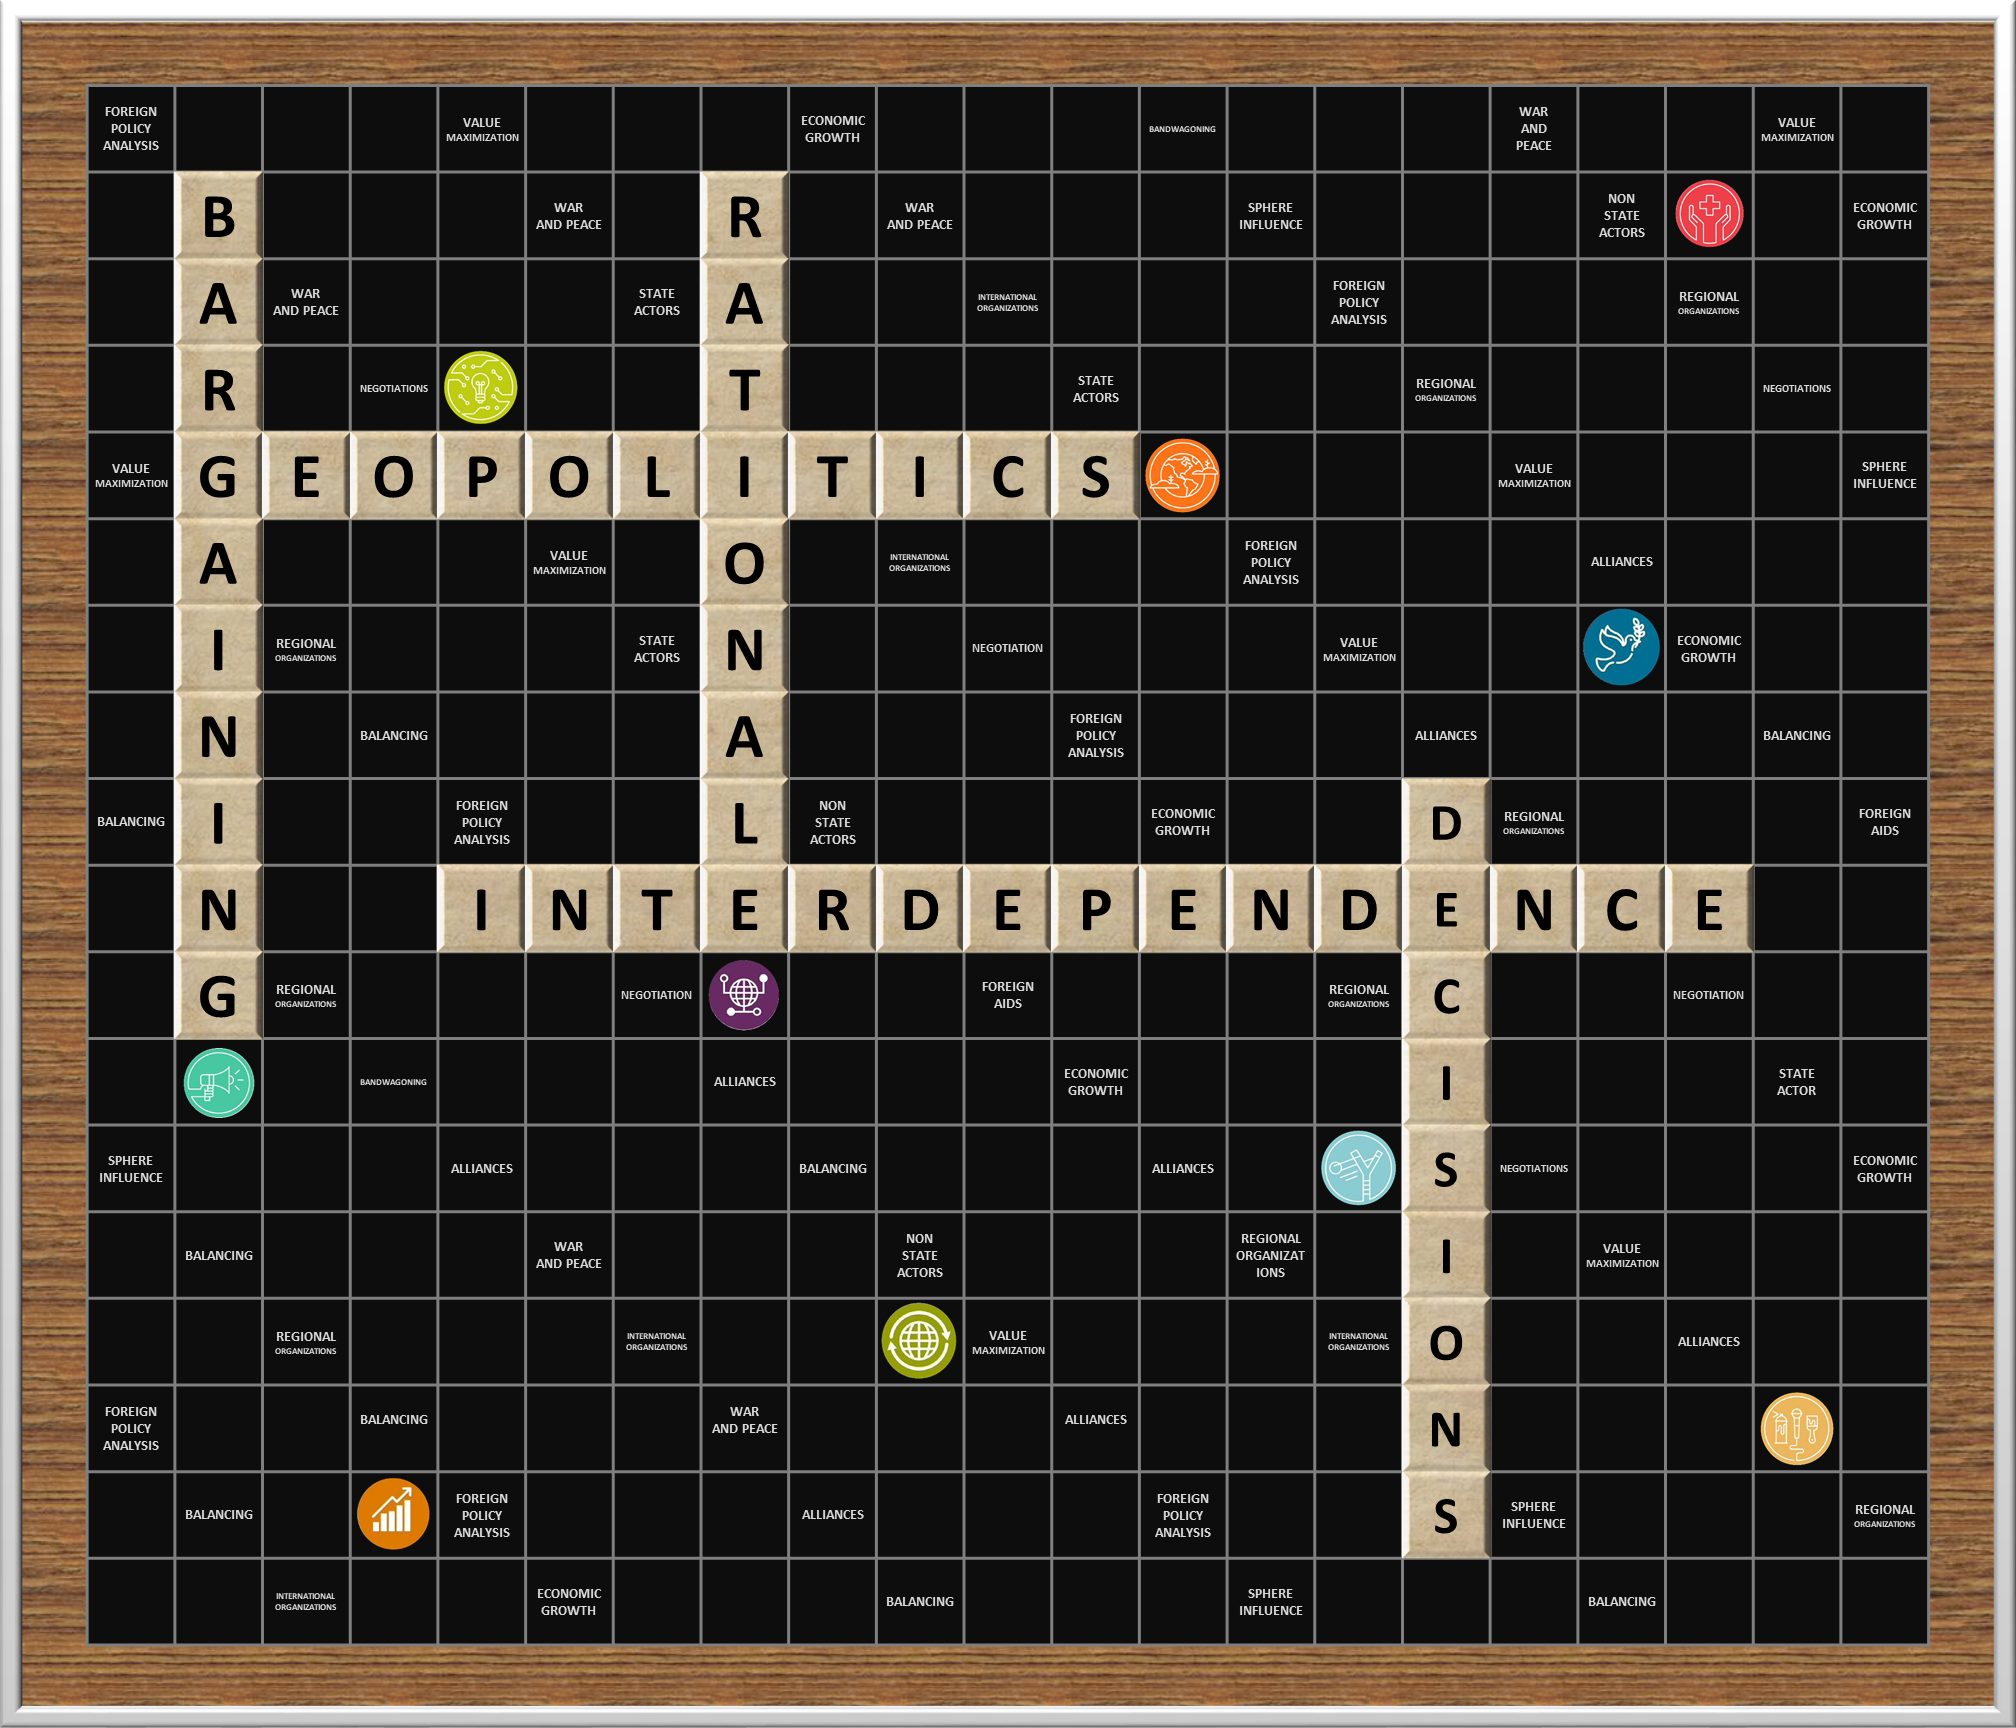 FOREIGN
POLICY
ANALYSIS
VALUE
MAXIMIZATION
ECONOMIC
GROWTH
BANDWAGONING
WAR
AND
PEACE
VALUE
MAXIMIZATION
BARGAINING
WAR
AND PEACE
RATIONALE
WAR
AND PEACE
SPHERE
INFLUENCE
NON
STATE
ACTORS
ECONOMIC
GROWTH
WAR
AND PEACE
STATE
ACTORS
INTERNATIONAL
ORGANIZATIONS
FOREIGN
POLICY
ANALYSIS
REGIONAL
ORGANIZATIONS
NEGOTIATIONS
STATE
ACTORS
REGIONAL
ORGANIZATIONS
NEGOTIATIONS
VALUE
MAXIMIZATION
GEOPOLITICS
VALUE
MAXIMIZATION
SPHERE
INFLUENCE
VALUE
MAXIMIZATION
INTERNATIONAL
ORGANIZATIONS
FOREIGN
POLICY
ANALYSIS
ALLIANCES
REGIONAL
ORGANIZATIONS
STATE
ACTORS
NEGOTIATION
VALUE
MAXIMIZATION
ECONOMIC
GROWTH
BALANCING
FOREIGN
POLICY
ANALYSIS
ALLIANCES
BALANCING
BALANCING
FOREIGN
POLICY
ANALYSIS
NON
STATE
ACTORS
ECONOMIC
GROWTH
DECISIONS
REGIONAL
ORGANIZATIONS
FOREIGN
AIDS
INTERDEPENDENCE
REGIONAL
ORGANIZATIONS
NEGOTIATION
FOREIGN
AIDS
REGIONAL
ORGANIZATIONS
NEGOTIATION
BANDWAGONING
ALLIANCES
ECONOMIC
GROWTH
STATE
ACTOR
SPHERE
INFLUENCE
ALLIANCES
BALANCING
ALLIANCES
NEGOTIATIONS
ECONOMIC
GROWTH
BALANCING
WAR
AND PEACE
NON
STATE
ACTORS
REGIONAL
ORGANIZAT
IONS
VALUE
MAXIMIZATION
REGIONAL
ORGANIZATIONS
INTERNATIONAL
ORGANIZATIONS
VALUE
MAXIMIZATION
INTERNATIONAL
ORGANIZATIONS
ALLIANCES
FOREIGN
POLICY
ANALYSIS
BALANCING
WAR
AND PEACE
ALLIANCES
BALANCING
FOREIGN
POLICY
ANALYSIS
ALLIANCES
FOREIGN
POLICY
ANALYSIS
SPHERE
INFLUENCE
REGIONAL
ORGANIZATIONS
INTERNATIONAL
ORGANIZATIONS
ECONOMIC
GROWTH
BALANCING
SPHERE
INFLUENCE
BALANCING